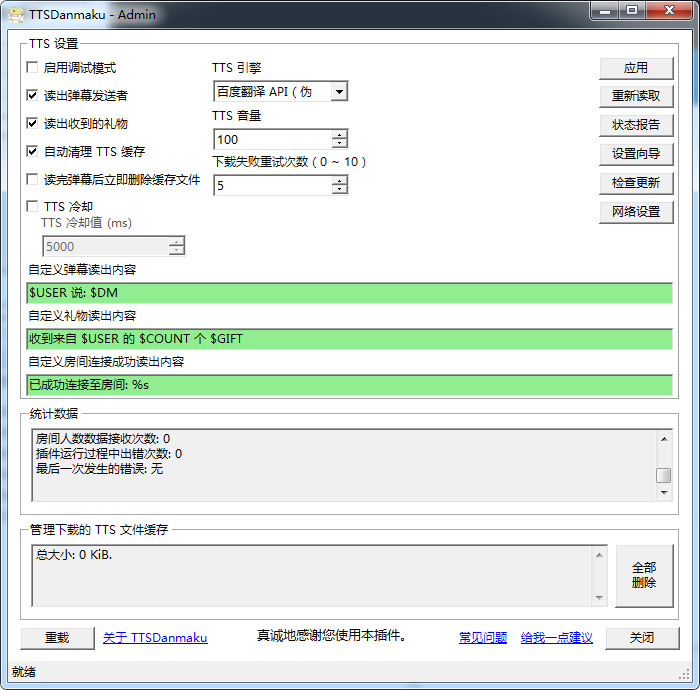 TTSDanmaku - Admin
TTS 设置
启用调试模式
读出弹幕发送者
读出收到的礼物
自动清理 TTS 缓存
读完弹幕后立即删除缓存文件
TTS 冷却
TTS 冷却值 (ms)
5000
TTS 引擎
百度翻译 API ( 伪
TTS 音量
100
下载失败重试次数 ( 0 ~ 10 )
5
应用
重新读取
状态报告
设置向导
检查更新
网络设置
自定义弹幕读出内容
$USER 说: $DM
自定义礼物读出内容
收到来自 $USER 的 $COUNT 个 $GIFT
自定义房间连接成功读出内容
已成功连接至房间: %s
统计数据
房间人数数据接收次数: 0
插件运行过程中出错次数: 0
最后一次发生的错误: 无
管理下载的 TTS 文件缓存
总大小: 0 KiB.
全部
删除
重载
关于 TTSDanmaku
真诚地感谢您使用本插件。
常见问题
给我一点建议
关闭
就绪